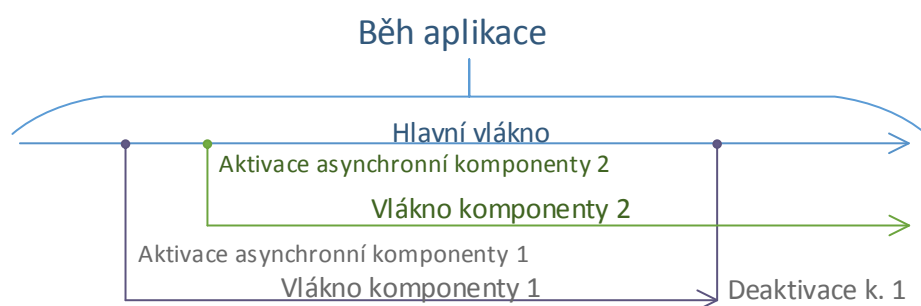 Běh aplikace
Hlavní vlákno
Aktivace asynchronní komponenty 2
Vlákno komponenty 2
Aktivace asynchronní komponenty 1
Vlákno komponenty 1
Deaktivace k. 1